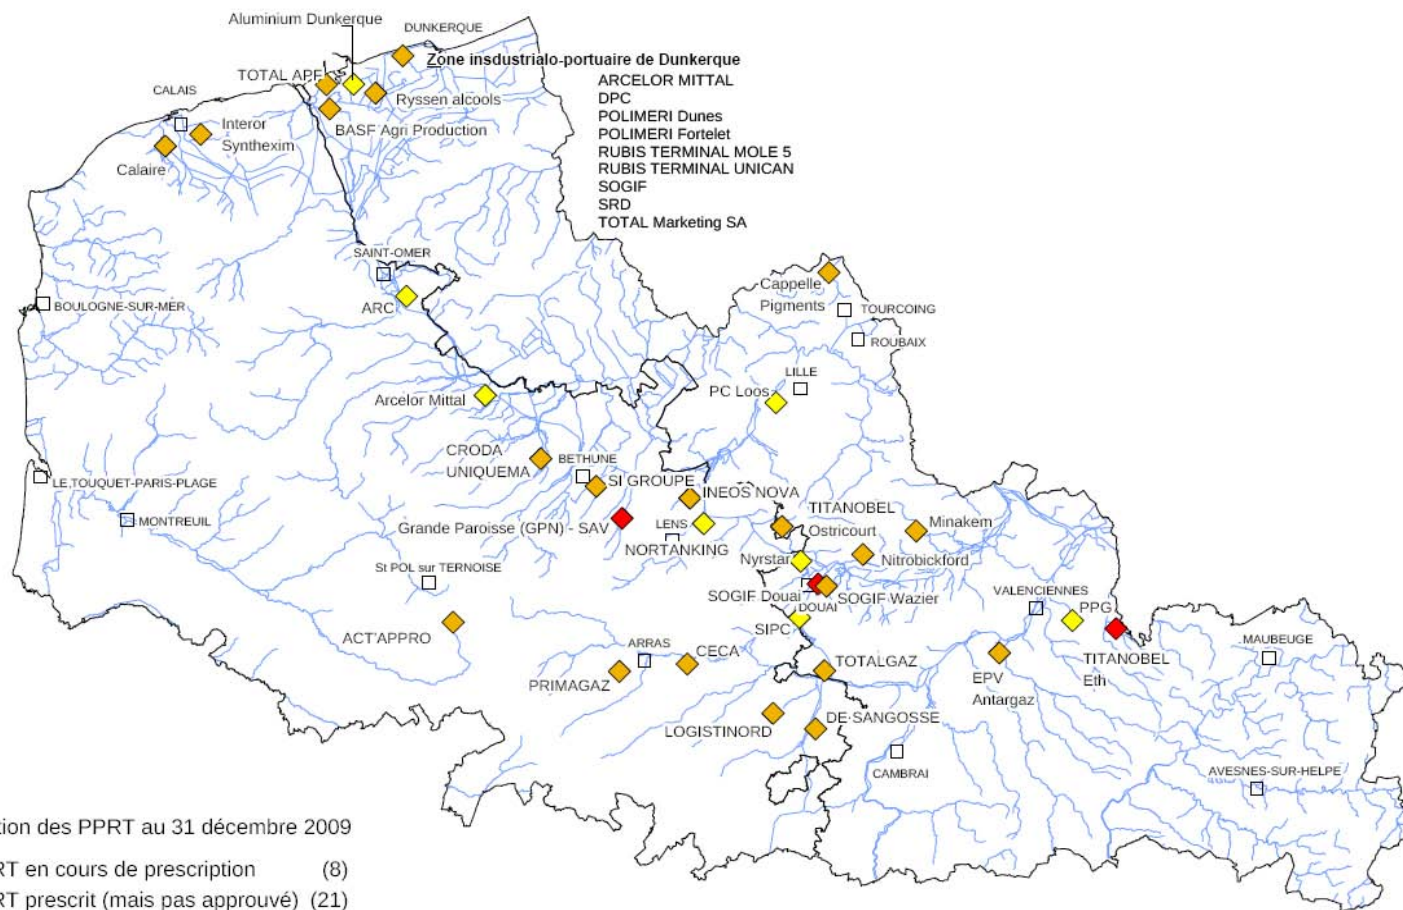 Aluminium Dunkerque
DUNKERQUE
Zone insdustrialo-portuaire de Dunkerque
ARCELOR MITTAL
DPC
POLIMERI Dunes
POLIMERI Fortelet
RUBIS TERMINAL MOLE 5
RUBIS TERMINAL UNICAN
SOGIF
SRD
TOTAL Marketing SA
TOTAL APF
Ryssen alcools
BASF Agri Production
CALAIS
Interor
Synthexim
Calaire
SAINT-OMER
ARC
BOULOGNE-SUR-MER
Cappelle
Pigments
TOURCOING
ROUBAIX
LILLE
PC Loos
Arcelor Mittal
CRODA
UNIQUEMA
BETHUNE
SI GROUPE
INEOS NOVA
LE TOUQUET-PARIS-PLAGE
MONTREUIL
Grande Paroisse (GPN) - SAV
LENS
NORTANKING
TITANOBEL
Ostricourt
Minakem
Nyrstar
Nitrobickford
St POL sur TERNOISE
SOGIF Douai
SOGIF Wazier
DOUAI
VALENCIENNES
PPG
SIPC
ACT'APPRO
ARRAS
CECA
TOTALGAZ
PRIMAGAZ
EPV
Antargaz
TITANOBEL
Eth
MAUBEUGE
LOGISTINORD
DE SANGOSSE
CAMBRAI
AVESNES-SUR-HELPE
tion des PPRT au 31 décembre 2009
RT en cours de prescription (8)
RT prescrit (mais pas approuvé) (21)